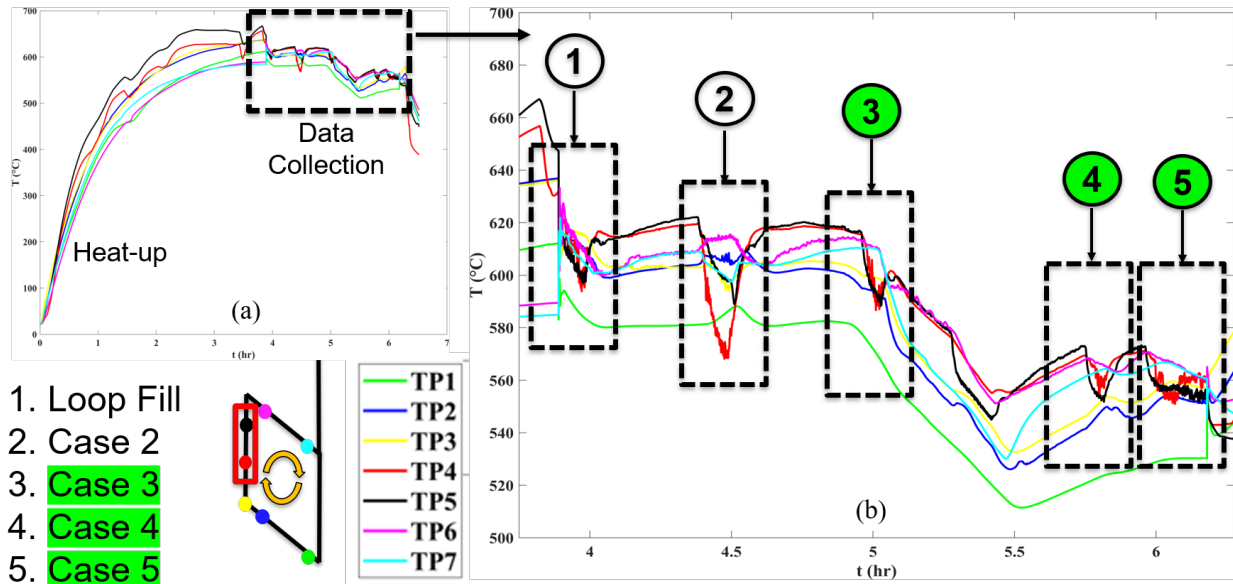 700
600
500
400
300
200
100
0
T (°C)
0
1
2
3
4
5
6
7
t (hr)
Heat-up
Data
Collection
(a)
1. Loop Fill
2. Case 2
3. Case 3
4. Case 4
5. Case 5
TP1
TP2
TP3
TP4
TP5
TP6
TP7
700
680
660
640
620
600
580
560
540
520
500
T (°C)
1
2
3
4
5
(b)
4
4.5
5
5.5
6
t (hr)